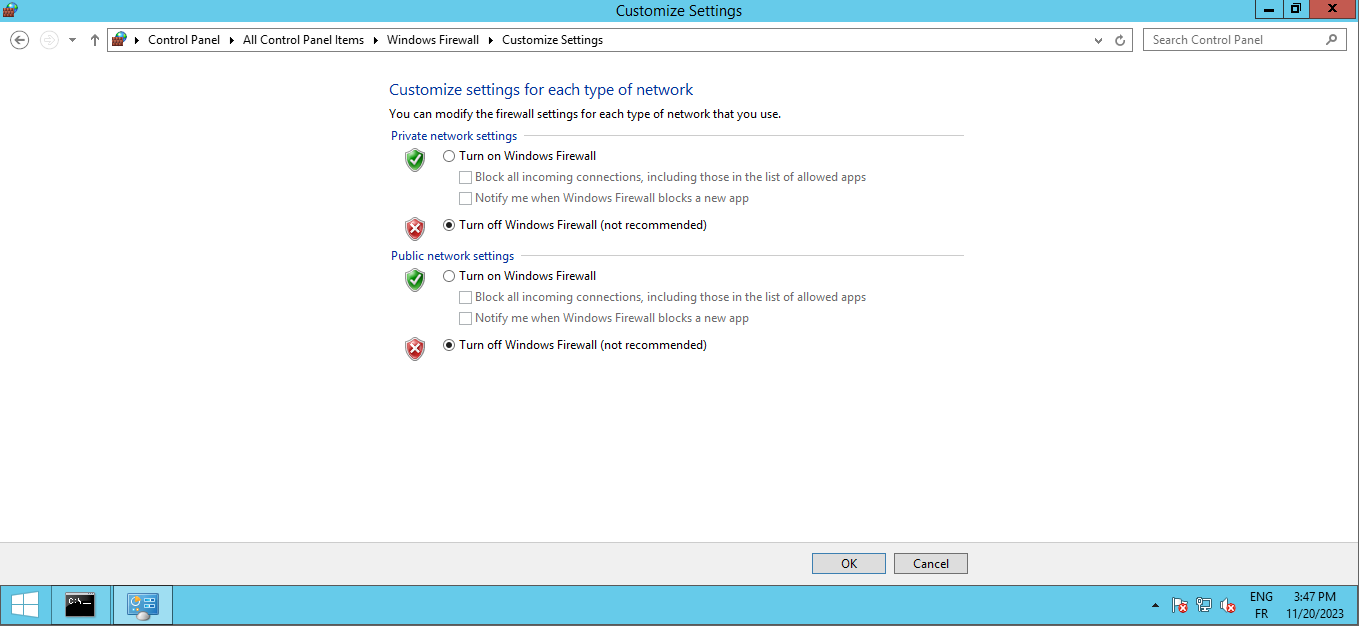 Customize Settings
Control Panel All Control Panel Items Windows Firewall Customize Settings
Search Control Panel
Customize settings for each type of network
You can modify the firewall settings for each type of network that you use.
Private network settings
Turn on Windows Firewall
Block all incoming connections, including those in the list of allowed apps
Notify me when Windows Firewall blocks a new app
Turn off Windows Firewall (not recommended)
Public network settings
Turn on Windows Firewall
Block all incoming connections, including those in the list of allowed apps
Notify me when Windows Firewall blocks a new app
Turn off Windows Firewall (not recommended)
OK Cancel
C:\
ENG 3:47 PM
FR 11/20/2023